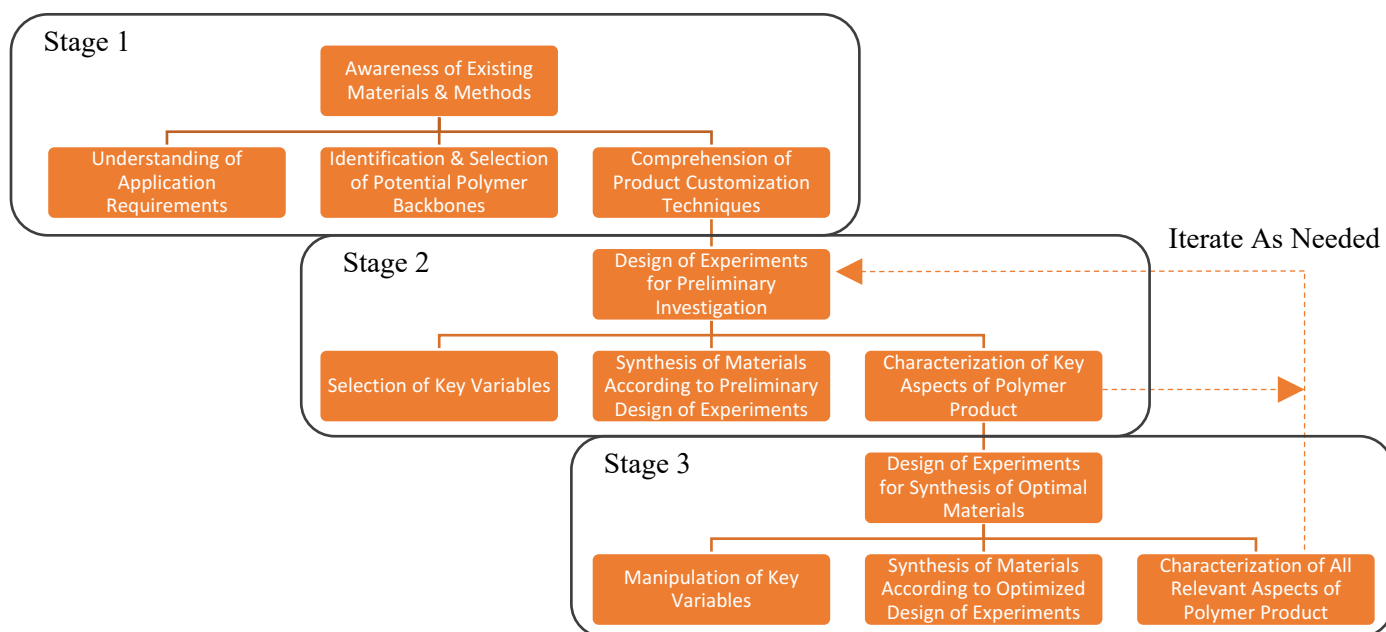 Stage 1
Awareness of Existing
Materials & Methods
Understanding of
Application
Requirements
Identification & Selection
of Potential Polymer
Backbones
Comprehension of
Product Customization
Techniques
Iterate As Needed
Stage 2
Design of Experiments
for Preliminary
Investigation
Selection of Key Variables
Synthesis of Materials
According to Preliminary
Design of Experiments
Characterization of Key
Aspects of Polymer
Product
Stage 3
Design of Experiments
for Synthesis of Optimal
Materials
Manipulation of Key
Variables
Synthesis of Materials
According to Optimized
Design of Experiments
Characterization of All
Relevant Aspects of
Polymer Product